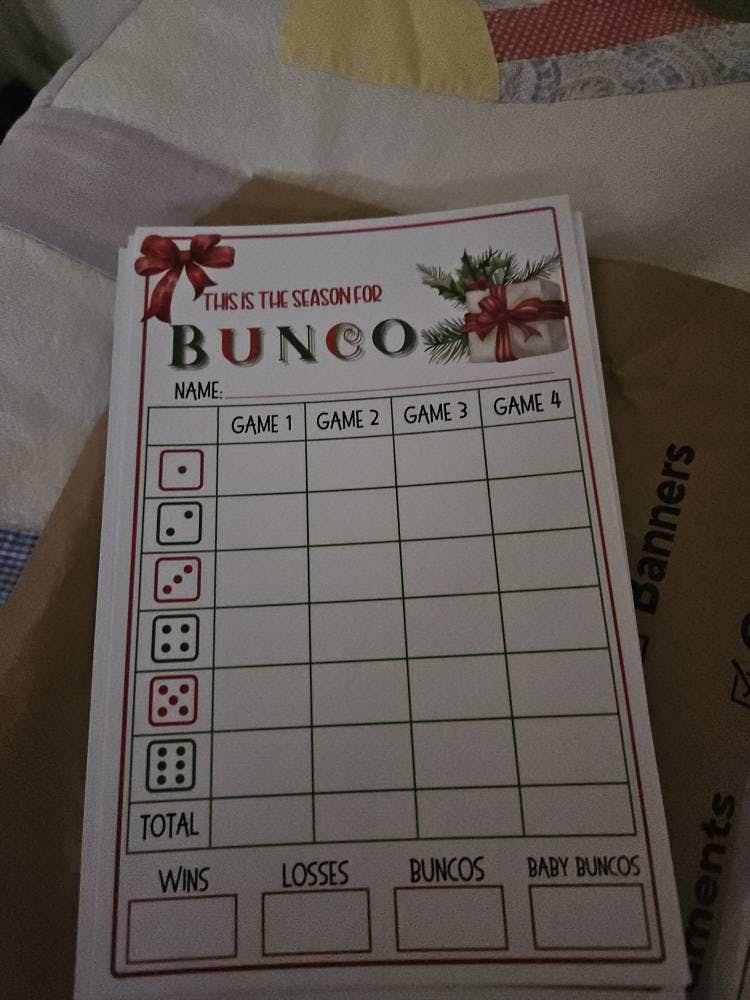 THIS IS THE SEASON FOR
BUNCO
NAME:
GAME 1 GAME 2 GAME 3 GAME 4
TOTAL
WINS LOSSES BUNCOS BABY BUNCOS
Banners